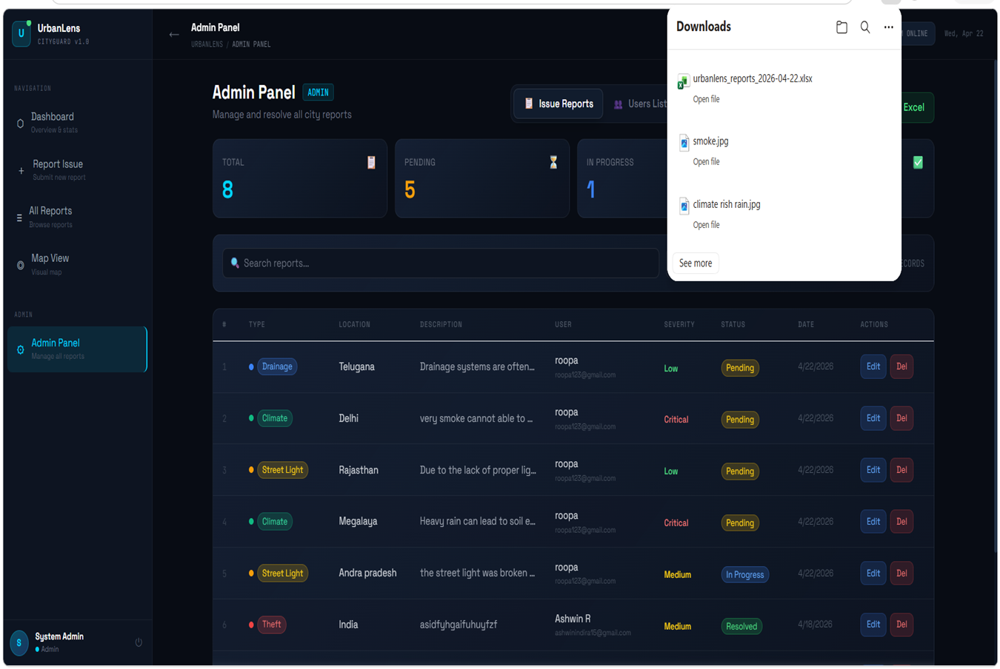 UrbanLens
CITYGUARD v1.0
NAVIGATION
Dashboard
Overview & stats
Report Issue
Submit new report
All Reports
Browse reports
Map View
Visual map
ADMIN
Admin Panel
Manage all reports
System Admin
Admin
Admin Panel
URBANLENS / ADMIN PANEL
ONLINE
Wed, Apr 22
Admin Panel ADMIN
Manage and resolve all city reports
Issue Reports
Users List
Excel
TOTAL
8
PENDING
5
IN PROGRESS
1
Search reports...
Downloads
urbanlens_reports_2026-04-22.xlsx
Open file
smoke.jpg
Open file
climate rish rain.jpg
Open file
See more
# TYPE LOCATION DESCRIPTION USER SEVERITY STATUS DATE ACTIONS
1 Drainage Telugana Drainage systems are often... roopa Low Pending 4/22/2026 Edit Del
roopa123@gmail.com
2 Climate Delhi very smoke cannot able to ... roopa Critical Pending 4/22/2026 Edit Del
roopa123@gmail.com
3 Street Light Rajasthan Due to the lack of proper lig... roopa Low Pending 4/22/2026 Edit Del
roopa123@gmail.com
4 Climate Megalaya Heavy rain can lead to soil e... roopa Critical Pending 4/22/2026 Edit Del
roopa123@gmail.com
5 Street Light Andra pradesh the street light was broken ... roopa Medium In Progress 4/22/2026 Edit Del
roopa123@gmail.com
6 Theft India asidfyhgaifuhuyfzf Ashwin R Medium Resolved 4/18/2026 Edit Del
ashwinindira15@gmail.com